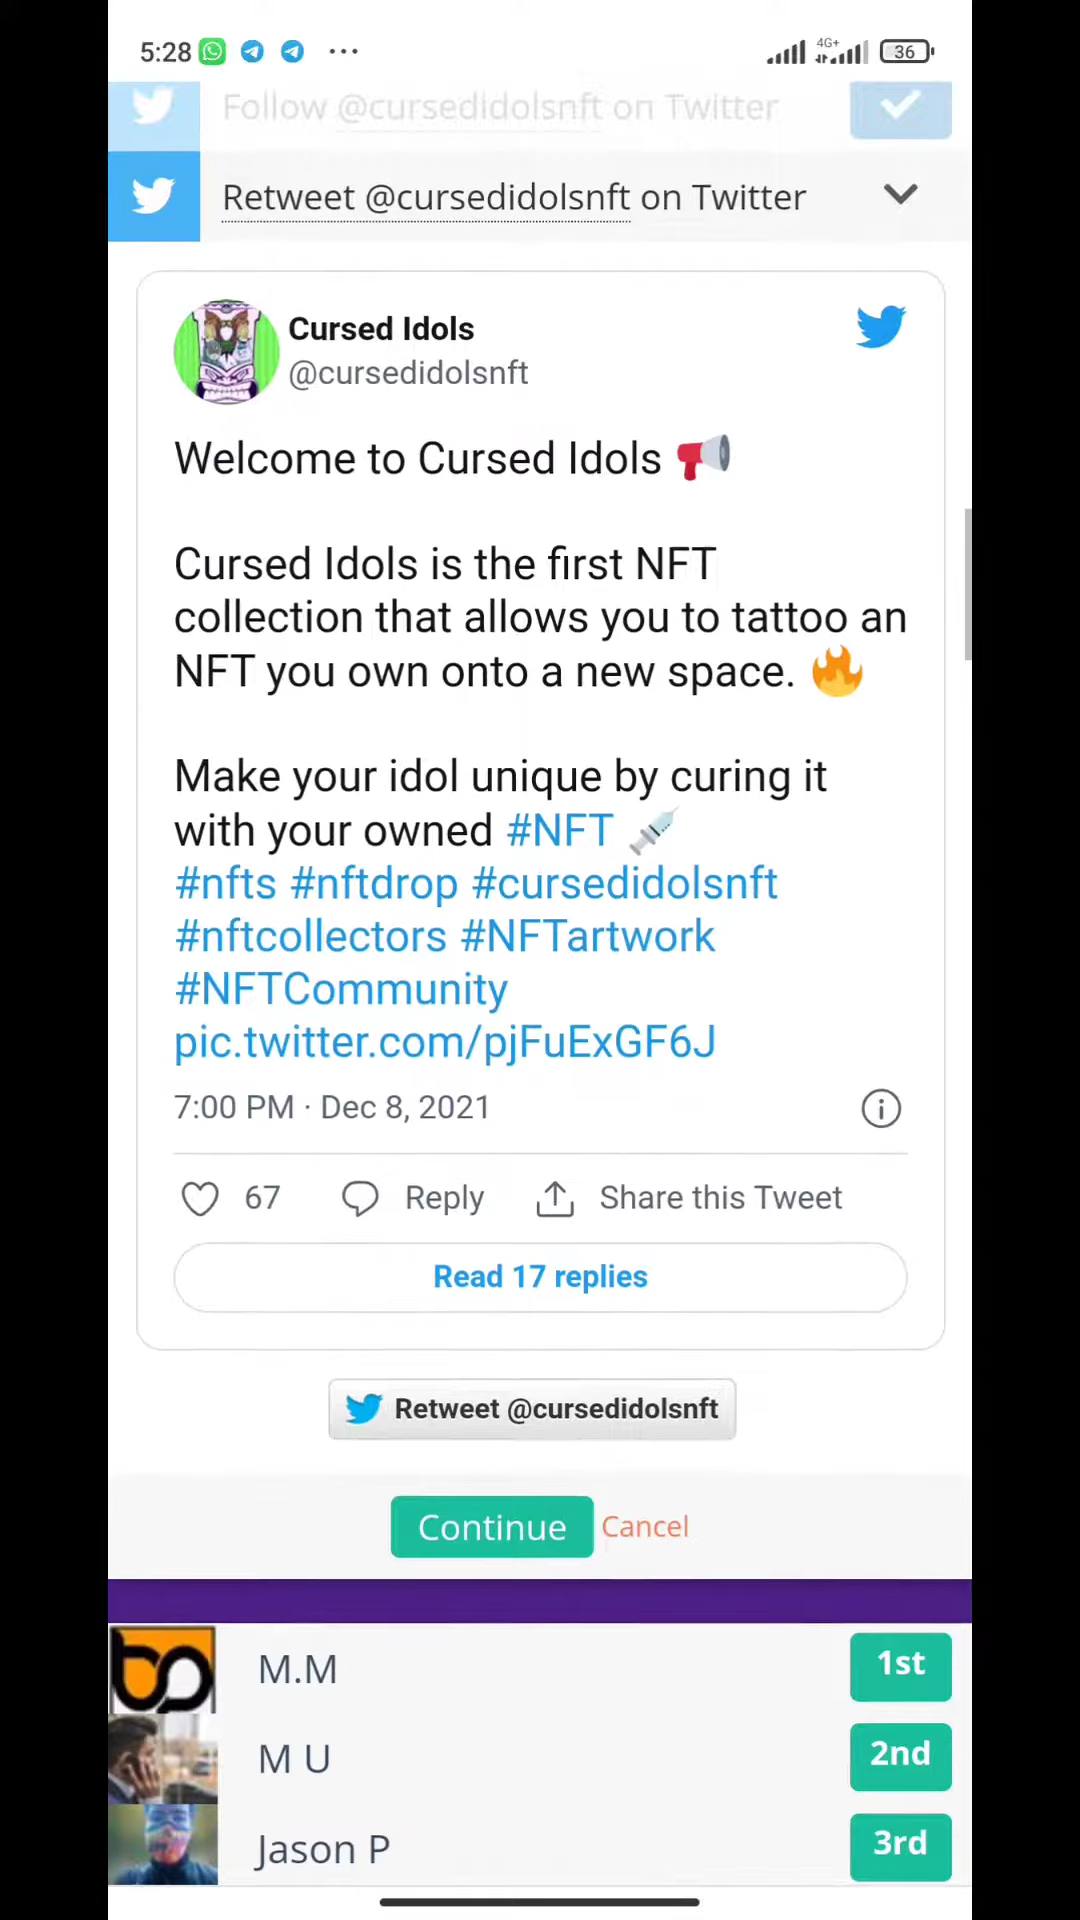 5:28
4G+
36
Follow @cursedidolsnft on Twitter
Retweet @cursedidolsnft on Twitter
Cursed Idols
@cursedidolsnft
Welcome to Cursed Idols
Cursed Idols is the first NFT
collection that allows you to tattoo an
NFT you own onto a new space.
Make your idol unique by curing it
with your owned #NFT
#nfts #nftdrop #cursedidolsnft
#nftcollectors #NFTartwork
#NFTCommunity
pic.twitter.com/pjFuExGF6J
7:00 PM · Dec 8, 2021
67 Reply Share this Tweet
Read 17 replies
Retweet @cursedidolsnft
Continue Cancel
M.M 1st
M U 2nd
Jason P 3rd